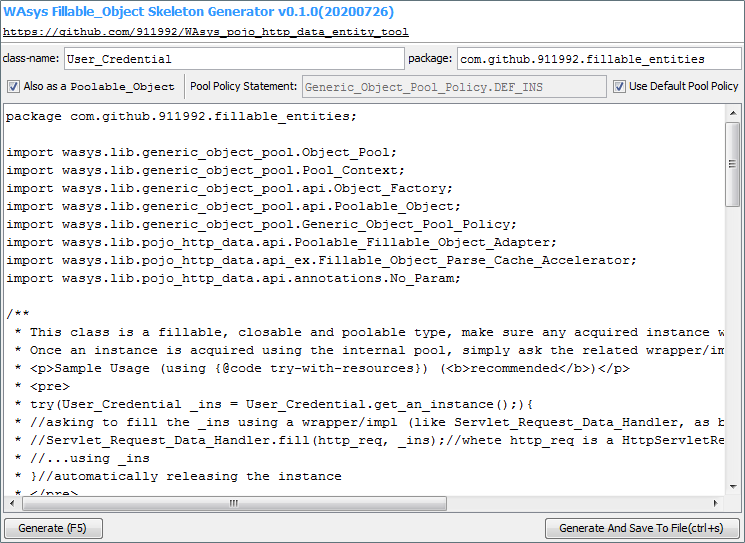 WAsys Fillable_Object Skeleton Generator v0.1.0(20200726)
https://github.com/911992/WAsys_pojo_http_data_entity_tool
class-name: User_Credential package: com.github.911992.fillable_entities
Also as a Poolable_Object Pool Policy Statement: Generic_Object_Pool_Policy.DEF_INS Use Default Pool Policy
package com.github.911992.fillable_entities;
import wasys.lib.generic_object_pool.Object_Pool;
import wasys.lib.generic_object_pool.Pool_Context;
import wasys.lib.generic_object_pool.api.Object_Factory;
import wasys.lib.generic_object_pool.api.Poolable_Object;
import wasys.lib.generic_object_pool.Generic_Object_Pool_Policy;
import wasys.lib.pojo_http_data.api.Poolable_Fillable_Object_Adapter;
import wasys.lib.pojo_http_data.api_ex.Fillable_Object_Parse_Cache_Accelerator;
import wasys.lib.pojo_http_data.api.annotations.No_Param;
/**
* This class is a fillable, closable and poolable type, make sure any acquired instance w
* Once an instance is acquired using the internal pool, simply ask the related wrapper/im
* <p>Sample Usage (using {@code try-with-resources}) (<b>recommended</b>)</p>
* <pre>
* try(User_Credential _ins = User_Credential.get_an_instance();){
* //asking to fill the _ins using a wrapper/impl (like Servlet_Request_Data_Handler, as b
* //Servlet_Request_Data_Handler.fill(http_req, _ins);//whete http_req is a HttpServletRe
* //...using _ins
* }//automatically releasing the instance
* </pre>
Generate (F5) Generate And Save To File(ctrl+s)